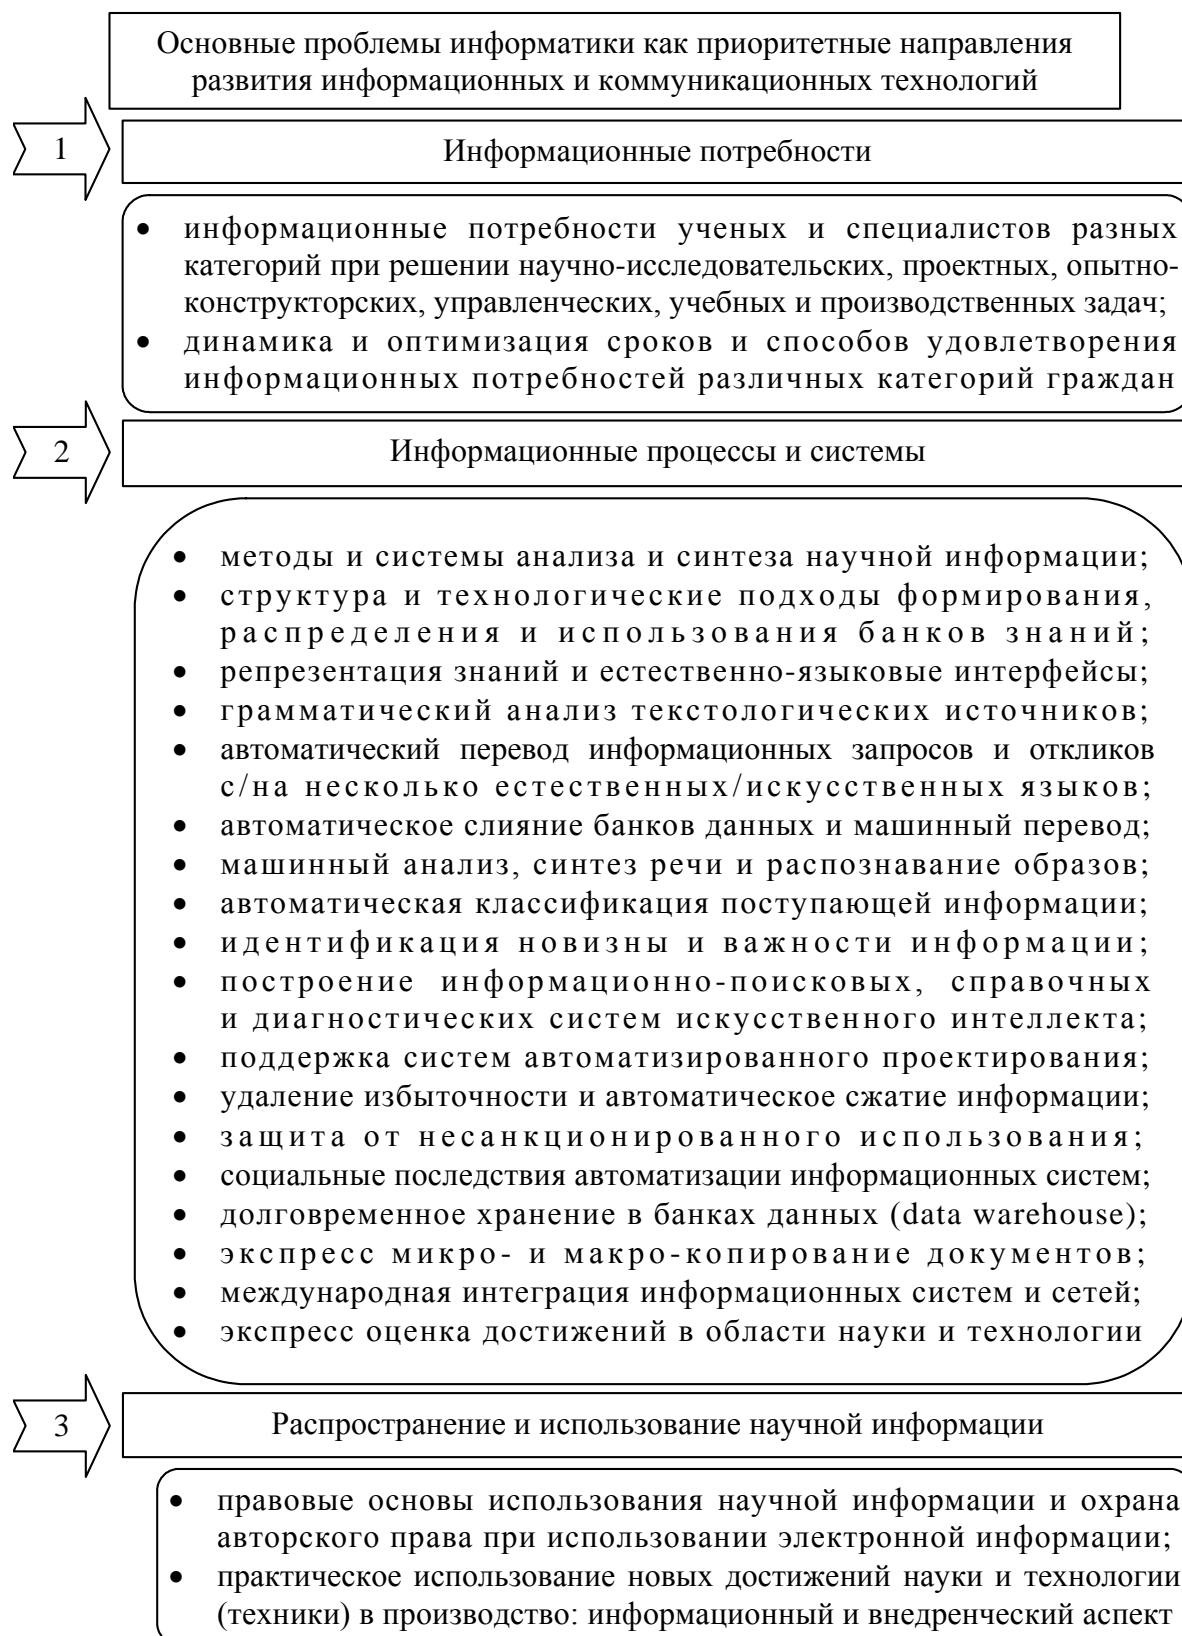 Основные проблемы информатики как приоритетные направления
развития информационных и коммуникационных технологий
1
Информационные потребности
• информационные потребности ученых и специалистов разных
категорий при решении научно-исследовательских, проектных, опытно-
конструкторских, управленческих, учебных и производственных задач;
• динамика и оптимизация сроков и способов удовлетворения
информационных потребностей различных категорий граждан
2
Информационные процессы и системы
• методы и системы анализа и синтеза научной информации;
• структура и технологические подходы формирования,
распределения и использования банков знаний;
• репрезентация знаний и естественно-языковые интерфейсы;
• грамматический анализ текстологических источников;
• автоматический перевод информационных запросов и откликов
с/на несколько естественных/искусственных языков;
• автоматическое слияние банков данных и машинный перевод;
• машинный анализ, синтез речи и распознавание образов;
• автоматическая классификация поступающей информации;
• идентификация новизны и важности информации;
• построение информационно-поисковых, справочных
и диагностических систем искусственного интеллекта;
• поддержка систем автоматизированного проектирования;
• удаление избыточности и автоматическое сжатие информации;
• защита от несанкционированного использования;
• социальные последствия автоматизации информационных систем;
• долговременное хранение в банках данных (data warehouse);
• экспресс микро- и макро-копирование документов;
• международная интеграция информационных систем и сетей;
• экспресс оценка достижений в области науки и технологии
3
Распространение и использование научной информации
• правовые основы использования научной информации и охрана
авторского права при использовании электронной информации;
• практическое использование новых достижений науки и технологии
(техники) в производство: информационный и внедренческий аспект